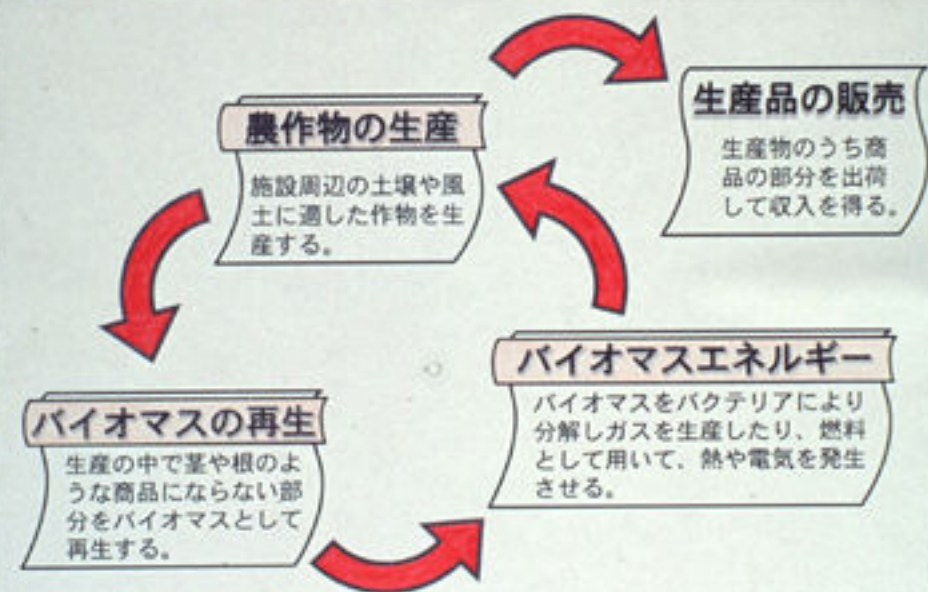 農作物の生産
施設周辺の土壌や風
土に適した作物を生
産する。
生産品の販売
生産物のうち商
品の部分を出荷
して収入を得る。
バイオマスの再生
生産の中で茎や根のよ
うな商品にならない部
分をバイオマスとして
再生する。
バイオマスエネルギー
バイオマスをバクテリアにより
分解しガスを生産したり、燃料
として用いて、熱や電気を発生
させる。